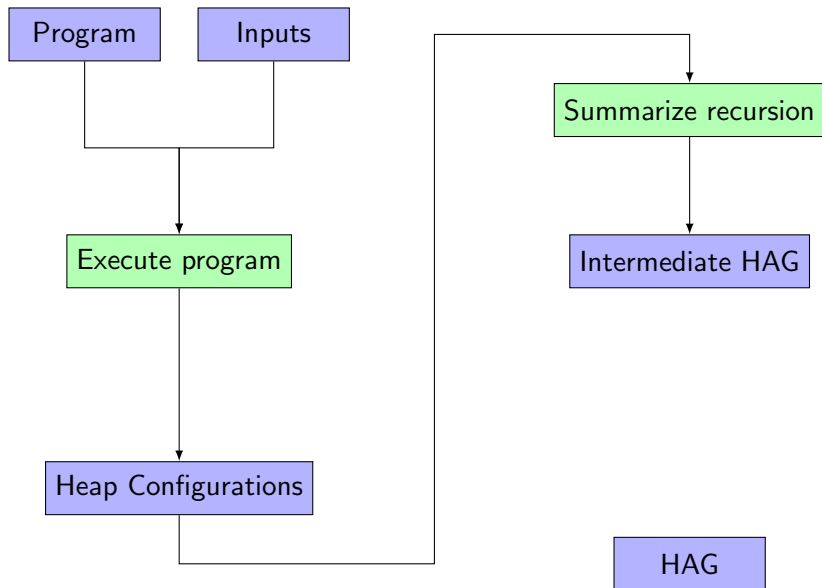 Program
Inputs
Summarize recursion
Execute program
Intermediate HAG
Heap Configurations
HAG